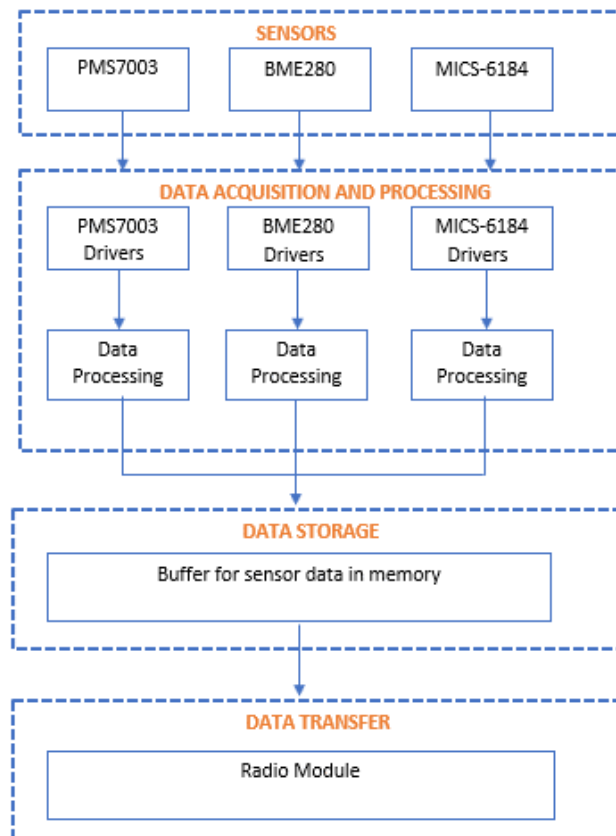 SENSORS
PMS7003
BME280
MICS-6184
DATA ACQUISITION AND PROCESSING
PMS7003
Drivers
BME280
Drivers
MICS-6184
Drivers
Data
Processing
Data
Processing
Data
Processing
DATA STORAGE
Buffer for sensor data in memory
DATA TRANSFER
Radio Module